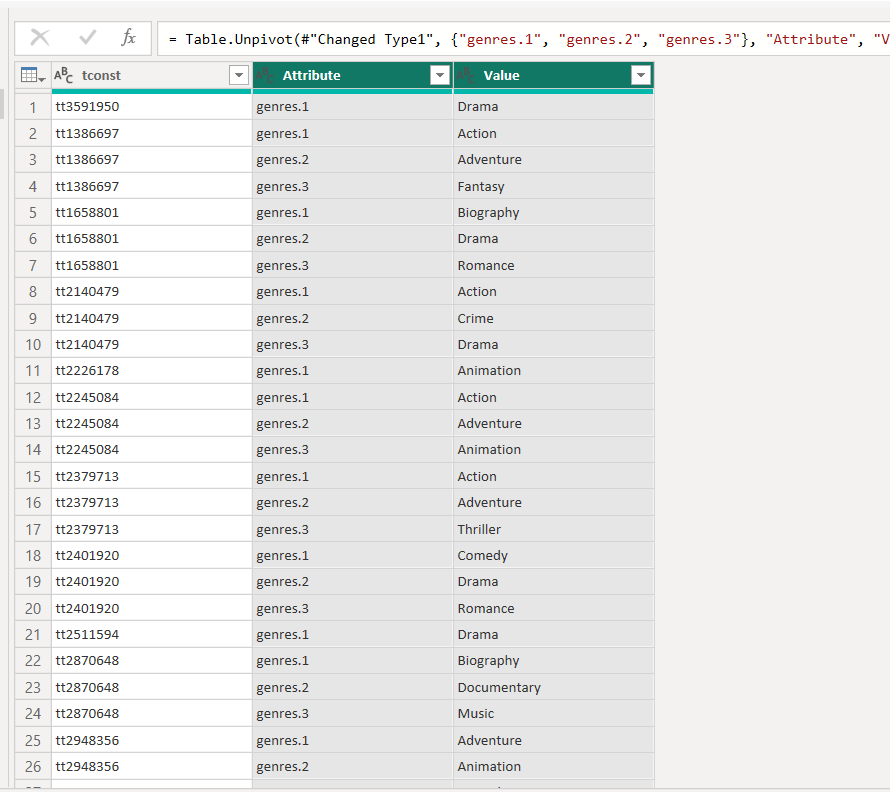 = Table.Unpivot(#"Changed Type1", {"genres.1", "genres.2", "genres.3"}, "Attribute", "V
tconst Attribute Value
1 tt3591950 genres.1 Drama
2 tt1386697 genres.1 Action
3 tt1386697 genres.2 Adventure
4 tt1386697 genres.3 Fantasy
5 tt1658801 genres.1 Biography
6 tt1658801 genres.2 Drama
7 tt1658801 genres.3 Romance
8 tt2140479 genres.1 Action
9 tt2140479 genres.2 Crime
10 tt2140479 genres.3 Drama
11 tt2226178 genres.1 Animation
12 tt2245084 genres.1 Action
13 tt2245084 genres.2 Adventure
14 tt2245084 genres.3 Animation
15 tt2379713 genres.1 Action
16 tt2379713 genres.2 Adventure
17 tt2379713 genres.3 Thriller
18 tt2401920 genres.1 Comedy
19 tt2401920 genres.2 Drama
20 tt2401920 genres.3 Romance
21 tt2511594 genres.1 Drama
22 tt2870648 genres.1 Biography
23 tt2870648 genres.2 Documentary
24 tt2870648 genres.3 Music
25 tt2948356 genres.1 Adventure
26 tt2948356 genres.2 Animation